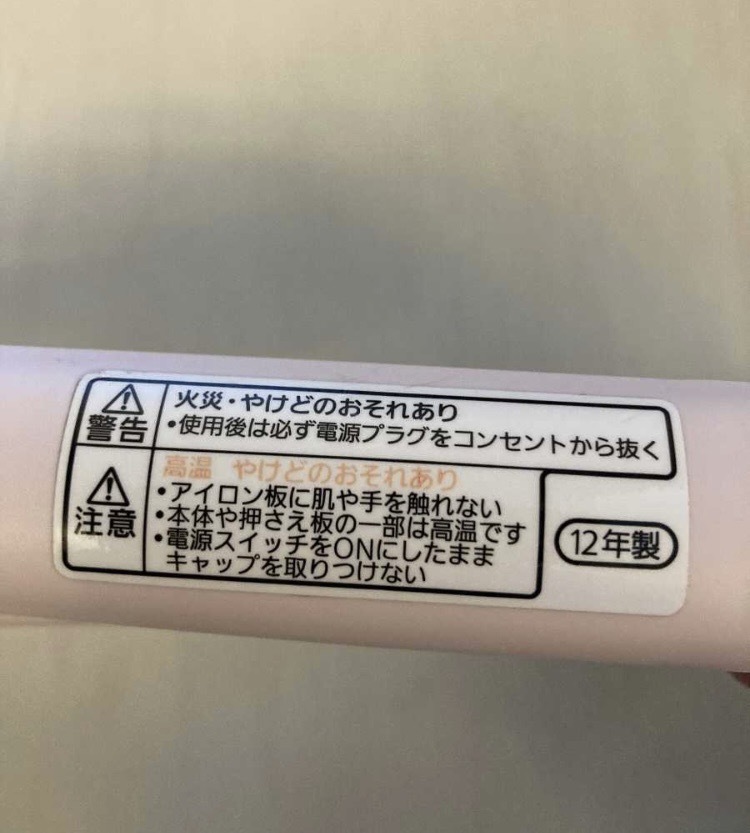 警告
火災・やけどのおそれあり
•使用後は必ず電源プラグをコンセントから抜く
注意
高温 やけどのおそれあり
•アイロン板に肌や手を触れない
•本体や押さえ板の一部は高温です
•電源スイッチをONにしたまま
キャップを取りつけない
12年製